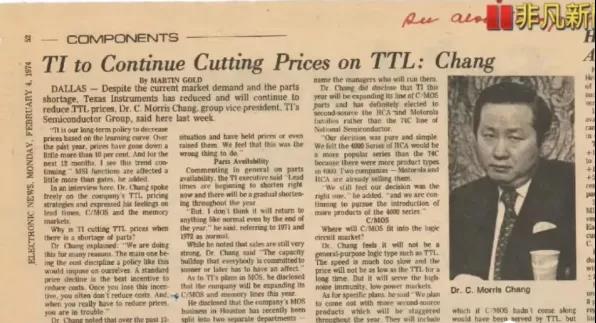 See also
非凡新
COMPONENTS
ELECTRONIC NEWS, MONDAY, FEBRUARY 4, 1974
52
TI to Continue Cutting Prices on TTL: Chang
By MARTIN GOLD
DALLAS — Despite the current market demand and the parts
shortage, Texas Instruments has reduced and will continue to
reduce TTL prices, Dr. C. Morris Chang, group vice-president, TI's
Semiconductor Group, said here last week.
"It is our long-term policy to decrease
prices based on the learning curve. Over
the past year, prices have gone down a
little more than 10 per cent. And for the
next 12 months, I see this trend con-
tinuing." MSI functions are affected a
little more than gates, he added.
In an interview here, Dr. Chang spoke
freely on the company's TTL pricing
strategies and expressed his feelings on
lead times, C/MOS and the memory
markets.
Why is TI cutting TTL prices when
there is a shortage of parts?
Dr. Chang explained: "We are doing
this for many reasons. The main one be-
ing the cost discipline a policy like this
would impose on ourselves. A standard
price decline is the best incentive to
reduce costs. Once you lose this incen-
tive, you often don't reduce costs. And,
when you really have to reduce prices,
you are in trouble."
Dr. Chang noted that over the past 12
situation and have held prices or even
raised them. We feel that this was the
wrong thing to do."
Parts Availability
Commenting in general on parts
availability, the TI executive said "Lead
times are beginning to shorten right
now and there will be a gradual shorten-
ing throughout the year.
"But, I don't think it will return to
anything like normal even by the end of
the year," he said, referring to 1971 and
1972 as normal.
While he noted that sales are still very
strong, Dr. Chang said "The capacity
buildup that everybody is committed to
sooner or later has to have an affect."
As to TI's plans in MOS, he disclosed
that the company will be expanding its
C/MOS and memory lines this year.
He disclosed that the company's MOS
business in Houston has recently been
split into two separate departments —
name the managers who will run them.
Dr. Chang did disclose that TI this
year will be expanding its line of C/MOS
parts and has definitely elected to
second-source the RCA and Motorola
families rather than the 74C line of
National Semiconductor.
"Our decision was pure and simple.
We felt the 4000 Series of RCA would be
a more popular series than the 74C
because there were more product types
in 4000. Two companies — Motorola and
RCA are already selling them.
"We still feel our decision was the
right one," he added, "and we are con-
tinuing to pursue the introduction of
more products of the 4000 series."
C/MOS
Where will C/MOS fit into the logic
circuit market?
Dr. Chang feels it will not be a
general-purpose logic type such as TTL.
The speed is much too slow and the
price will not be as low as the TTL for a
long time. But it will serve the high-
noise immunity, low-power markets.
As for specific plans, he said "We plan
to come out with more second-source
products which will be staggered
throughout the year. They will include
Dr. C. Morris Chang
which if C/MOS hadn't come along
would have been served by TTL, but